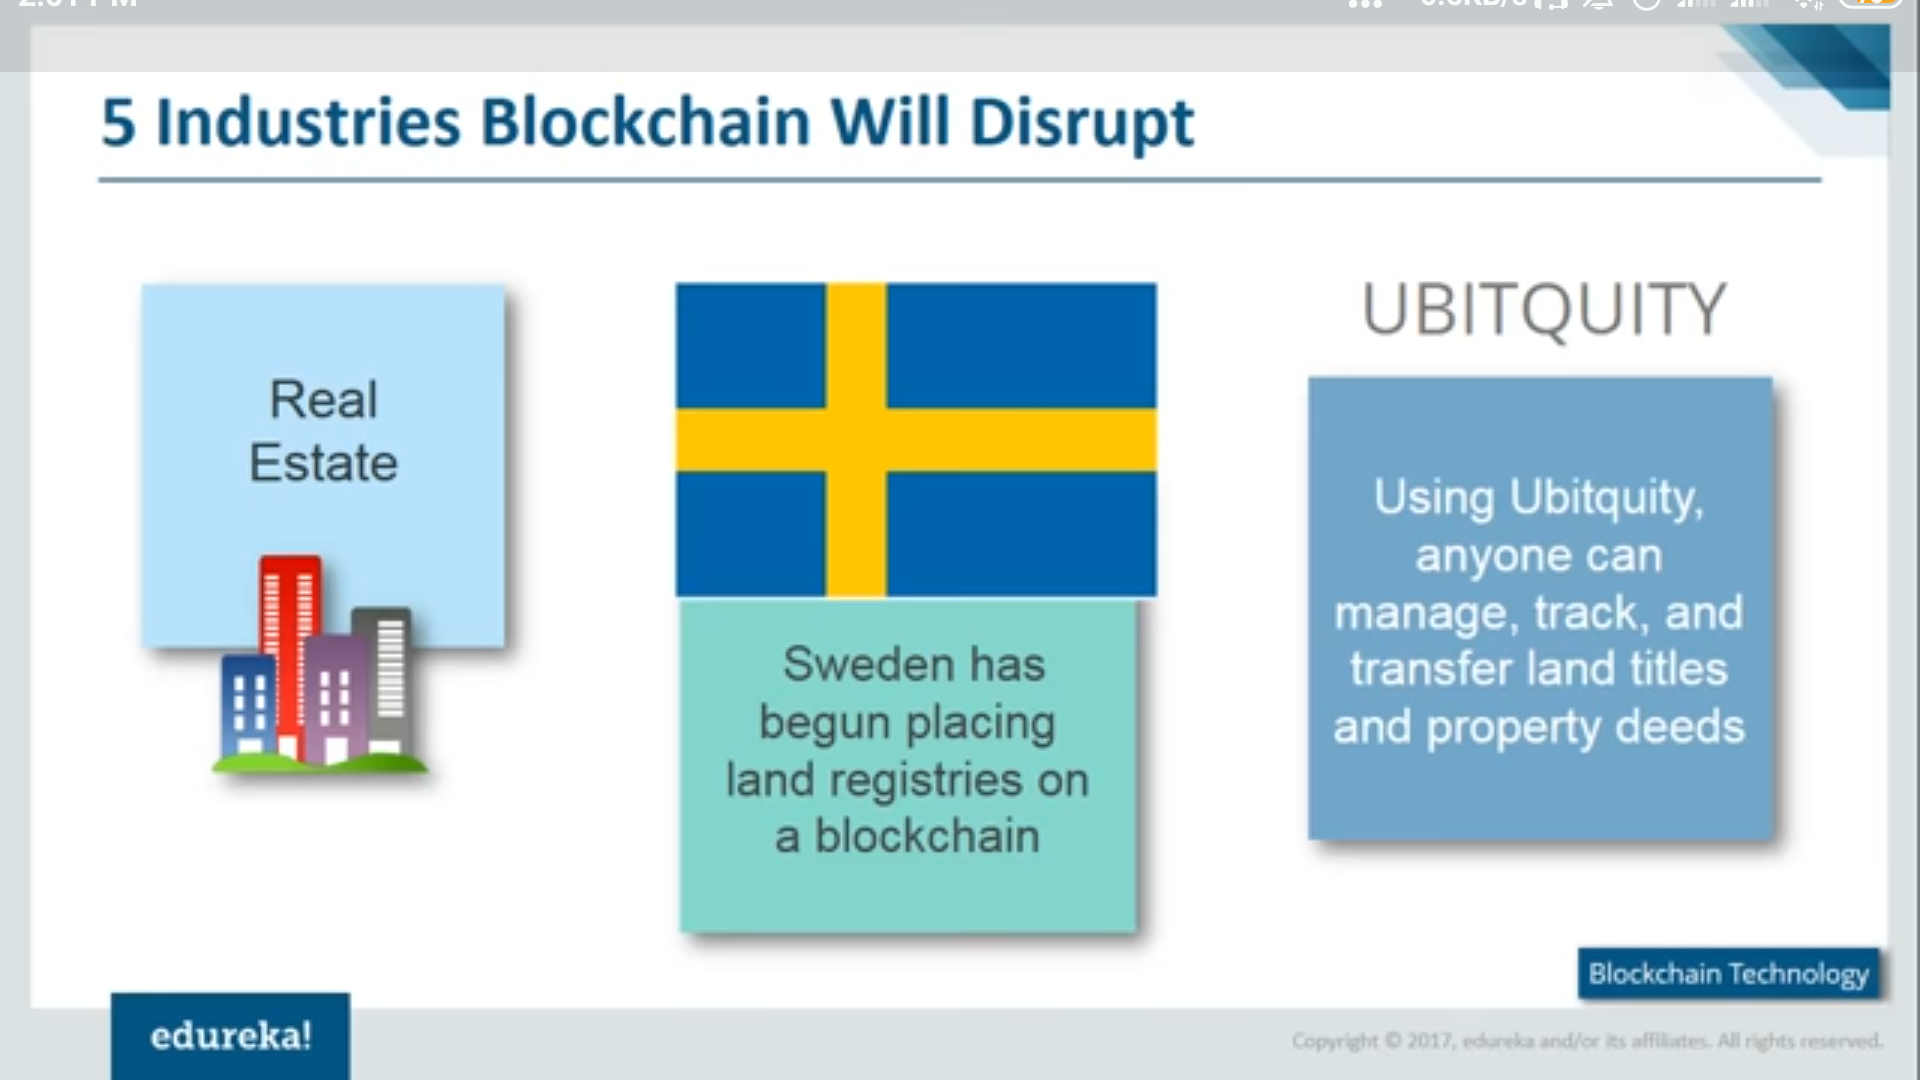 5 Industries Blockchain Will Disrupt
Real
Estate
Sweden has
begun placing
land registries on
a blockchain
UBITQUITY
Using Ubitquity,
anyone can
manage, track, and
transfer land titles
and property deeds
Blockchain Technology
edureka!
Copyright © 2017, edureka and/or its affiliates. All rights reserved.